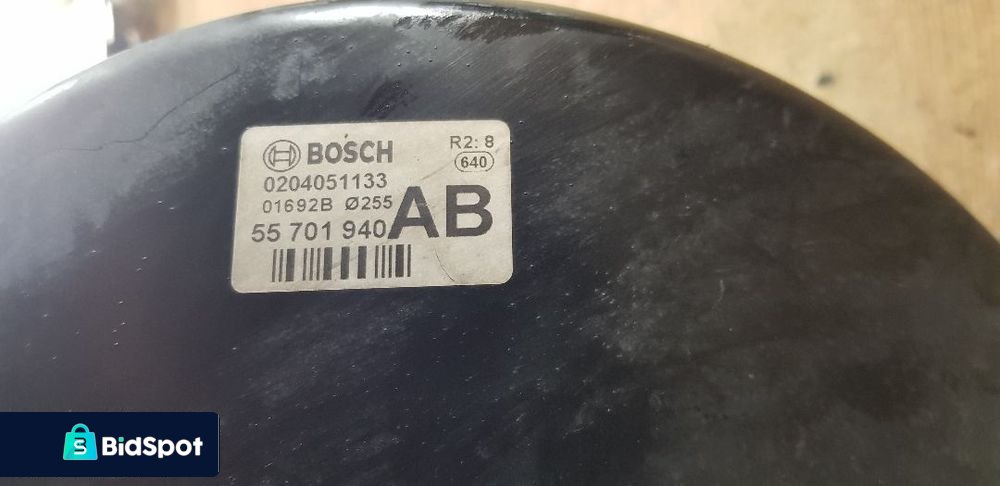 BOSCH
R2: 8
640
0204051133
01692B Ø255
55 701 940
AB
BidSpot